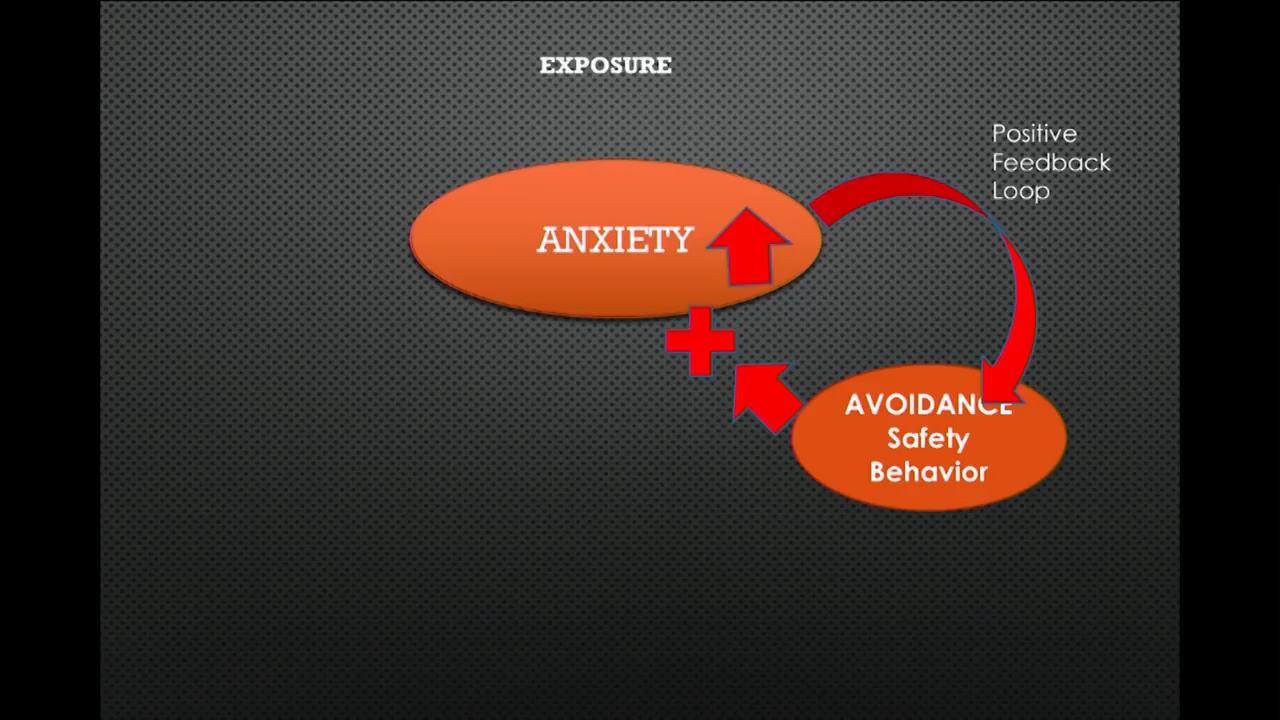 EXPOSURE
Positive
Feedback
Loop
ANXIETY
AVOIDANCE
Safety
Behavior